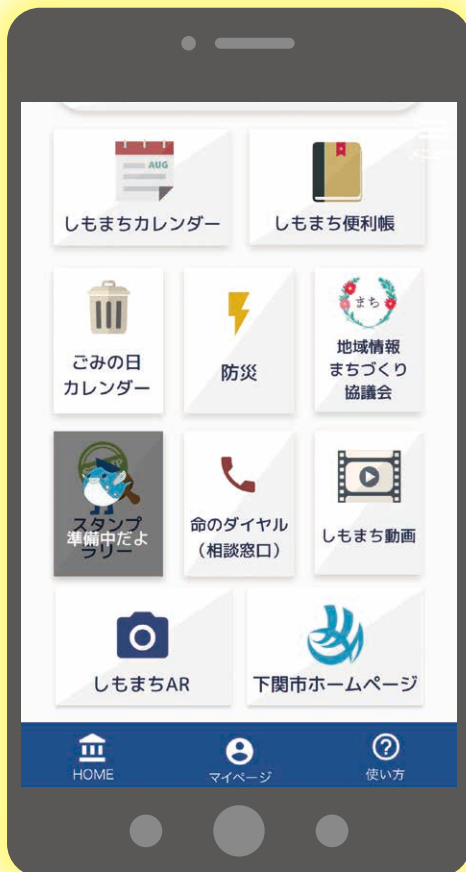 AUG
しもまちカレンダー
しもまち便利帳
ごみの日
カレンダー
防災
まち
地域情報
まちづくり
協議会
スタンプ
準備中だよ
ラリー
命のダイヤル
(相談窓口)
しもまち動画
しもまちAR
下関市ホームページ
HOME
マイページ
使い方